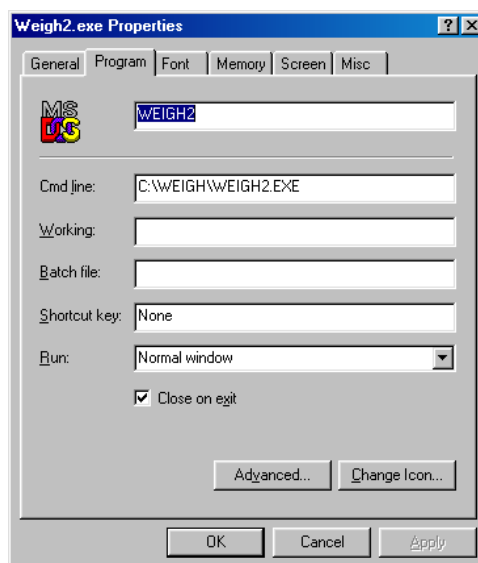 Weigh2.exe Properties
General Program Font Memory Screen Misc
MS
DOS
WEIGH2
Cmd line: C:\WEIGH\WEIGH2.EXE
Working:
Batch file:
Shortcut key: None
Run: Normal window
Close on exit
Advanced... Change Icon...
OK Cancel Apply